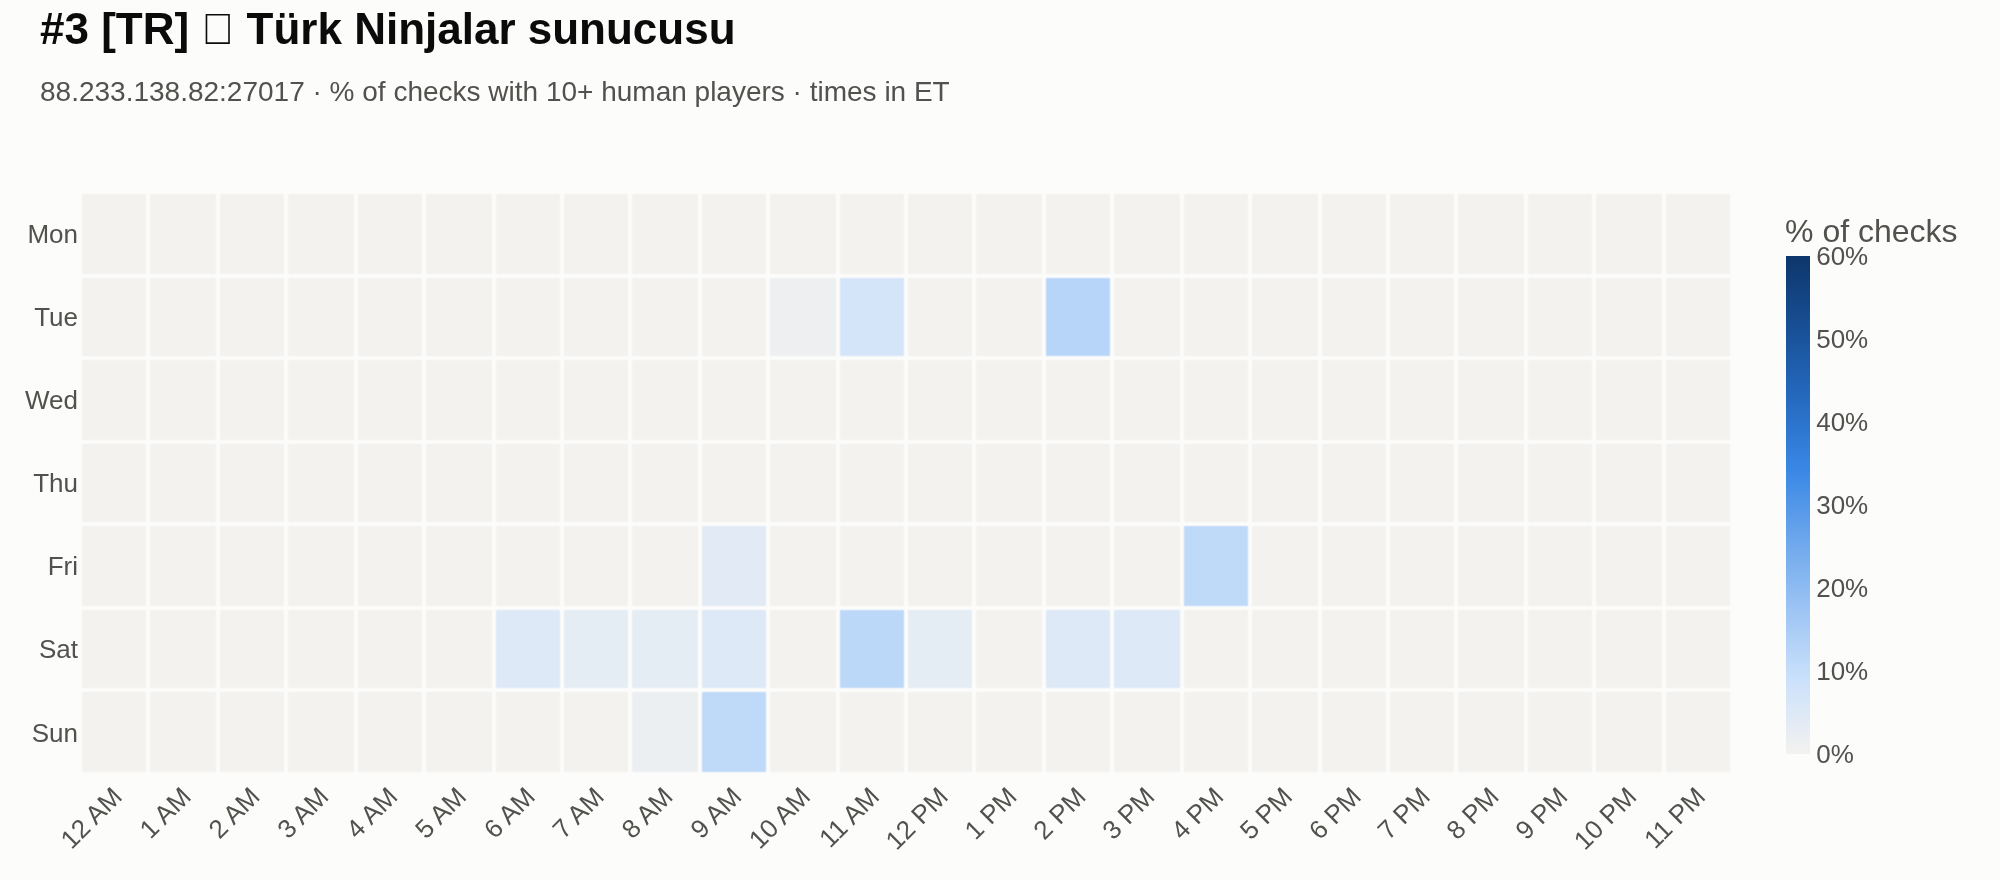 #3 [TR] Türk Ninjalar sunucusu
88.233.138.82:27017 · % of checks with 10+ human players · times in ET
% of checks
60%
50%
40%
30%
20%
10%
0%
Mon
Tue
Wed
Thu
Fri
Sat
Sun
12 AM
1 AM
2 AM
3 AM
4 AM
5 AM
6 AM
7 AM
8 AM
9 AM
10 AM
11 AM
12 PM
1 PM
2 PM
3 PM
4 PM
5 PM
6 PM
7 PM
8 PM
9 PM
10 PM
11 PM